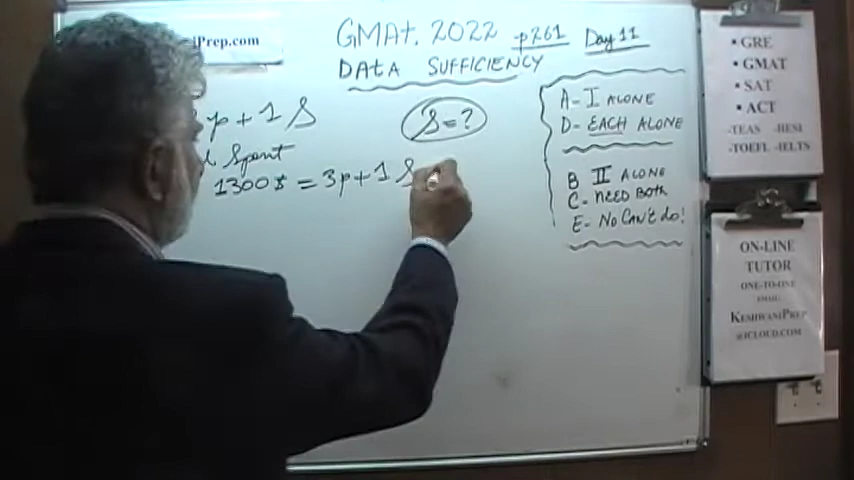 Prep.com
GMAT. 2022 p261 Day 11
DATA SUFFICIENCY
p + 1 S
S = ?
Spent
1300$ = 3p + 1 S
A - I ALONE
D - EACH ALONE
B II ALONE
C - NEED BOTH
E - NO CAN'T do!
• GRE
• GMAT
• SAT
• ACT
-TEAS -HESI
-TOEFL -IELTS
ON-LINE
TUTOR
ONE-TO-ONE
EMAIL
KESHWANIPREP
@ICLOUD.COM